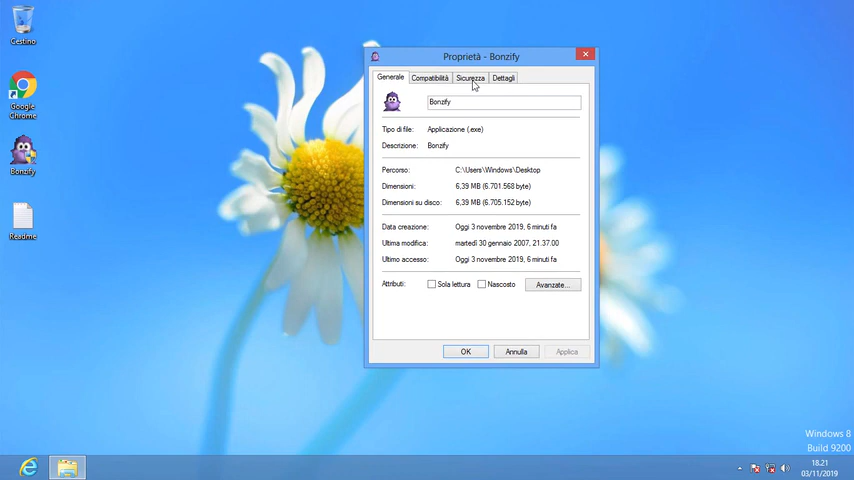 Cestino
Google
Chrome
Bonzify
Readme
Proprietà - Bonzify
Generale
Compatibilità
Sicurezza
Dettagli
Bonzify
Tipo di file: Applicazione (.exe)
Descrizione: Bonzify
Percorso: C:\Users\Windows\Desktop
Dimensioni: 6,39 MB (6.701.568 byte)
Dimensioni su disco: 6,39 MB (6.705.152 byte)
Data creazione: Oggi 3 novembre 2019, 6 minuti fa
Ultima modifica: martedì 30 gennaio 2007, 21.37.00
Ultimo accesso: Oggi 3 novembre 2019, 6 minuti fa
Attributi: Sola lettura Nascosto Avanzate...
OK Annulla Applica
Windows 8
Build 9200
18.21
03/11/2019